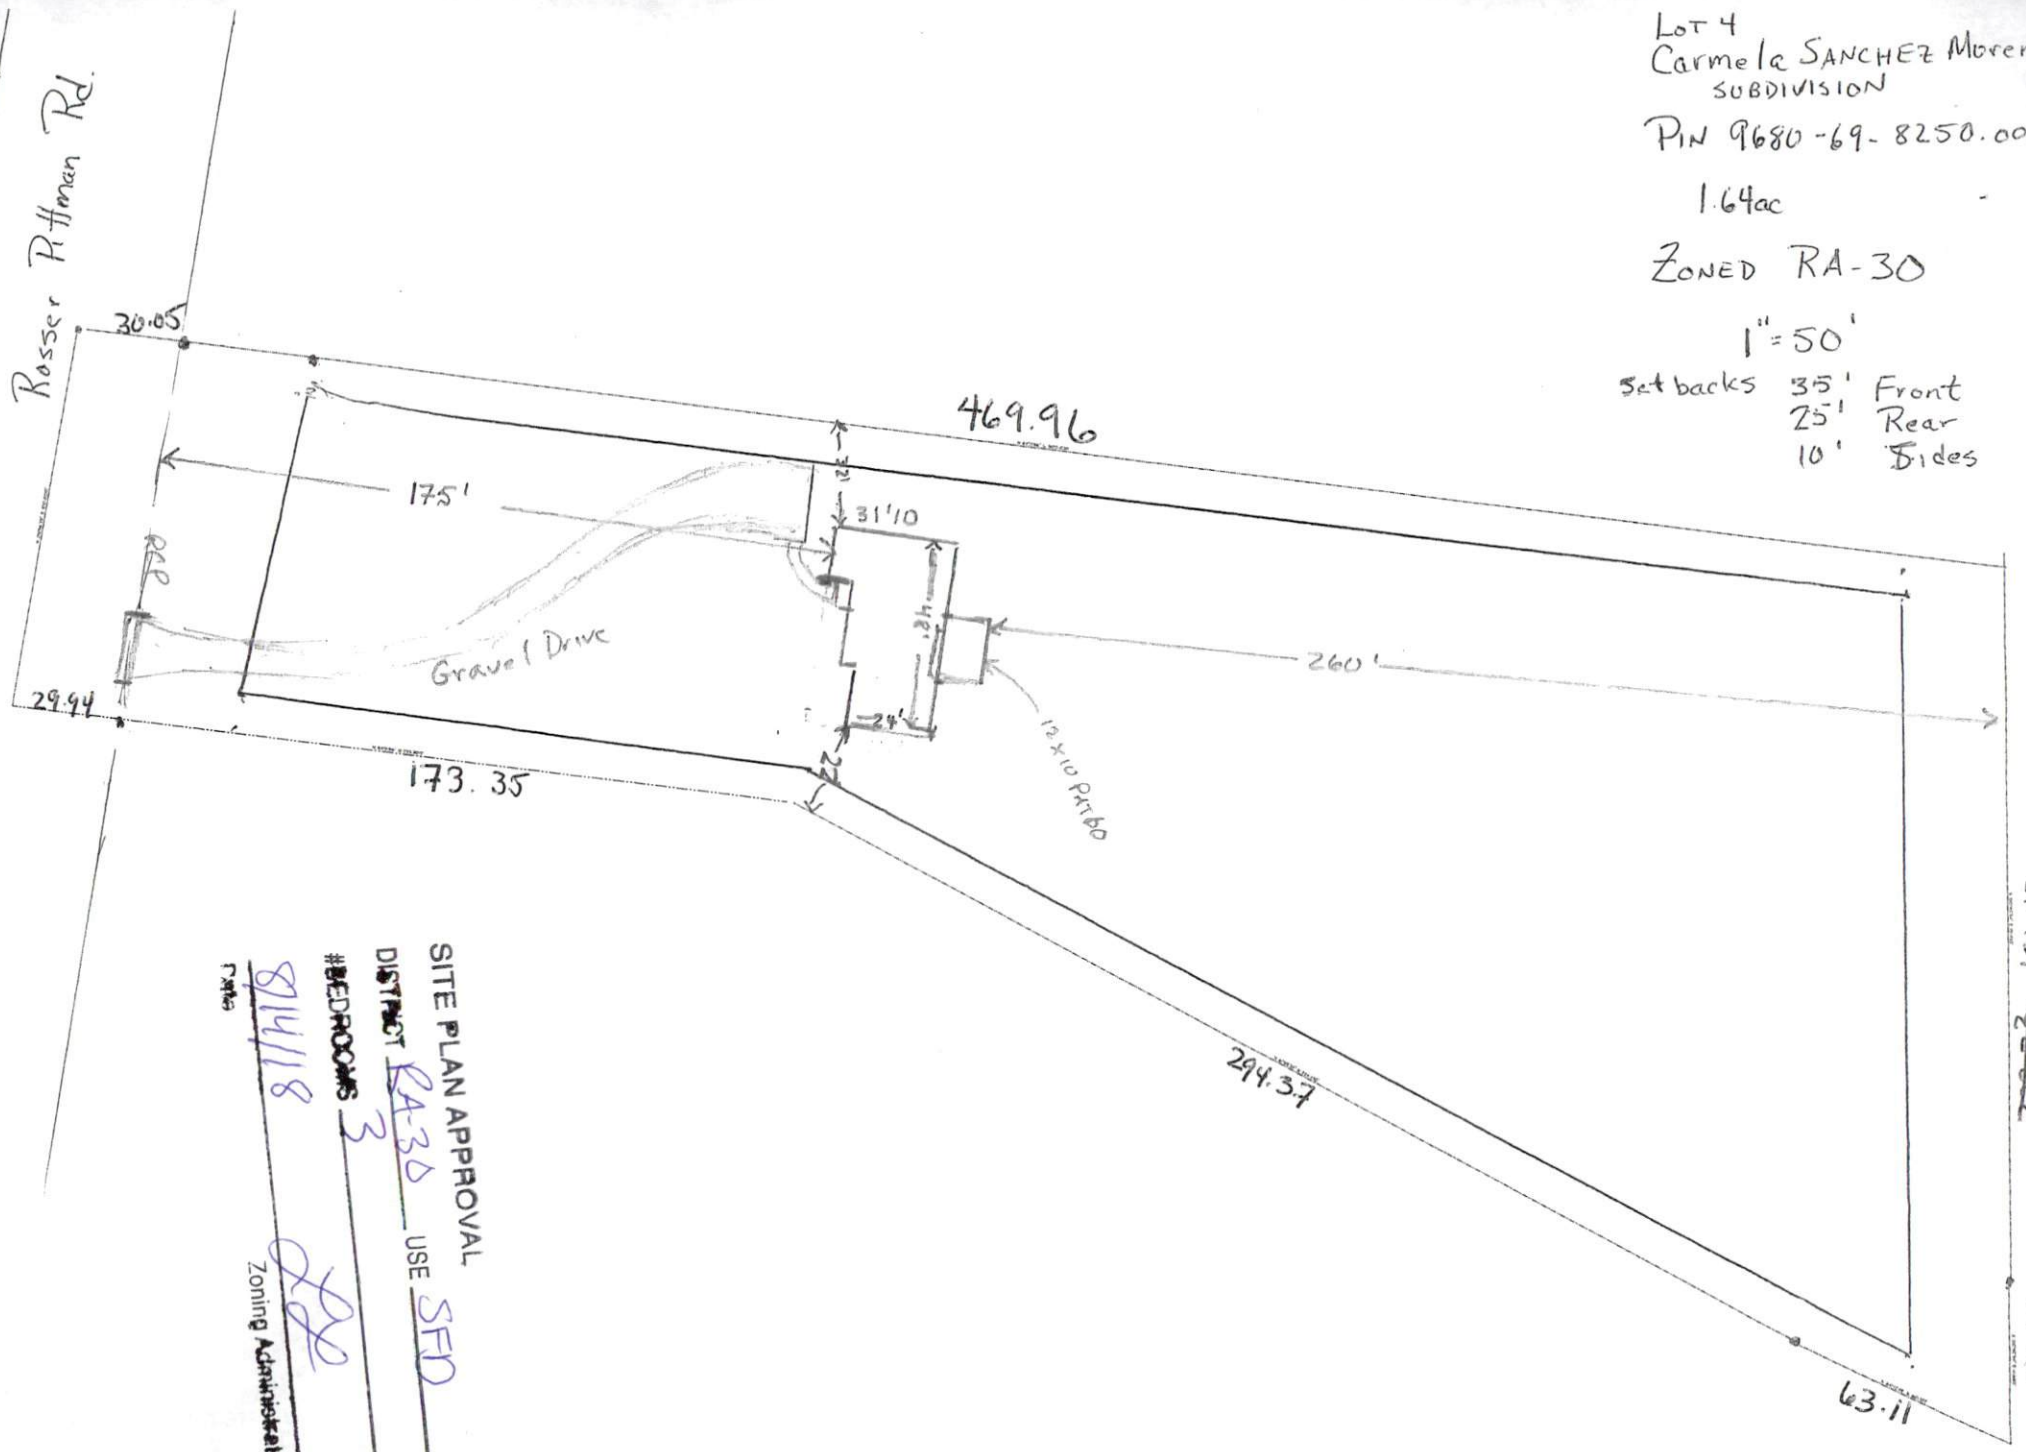 LOT 4
Carmela SANCHEZ Moren
SUBDIVISION
PIN 9680-69-8250.00
1.64ac
ZONED RA-30
1"=50'
Set backs 35' Front
25' Rear
10' Sides
Rosser Pittman Rd.
30.05
469.96
175'
32'
31'10
48'
24'
22'
260'
12x10 PATIO
Gravel Drive
29.94
173.35
294.37
63.11
SITE PLAN APPROVAL
DISTRICT RA-30 USE SFD
#BEDROOMS 3
8/14/18
Date
Zoning Administrat